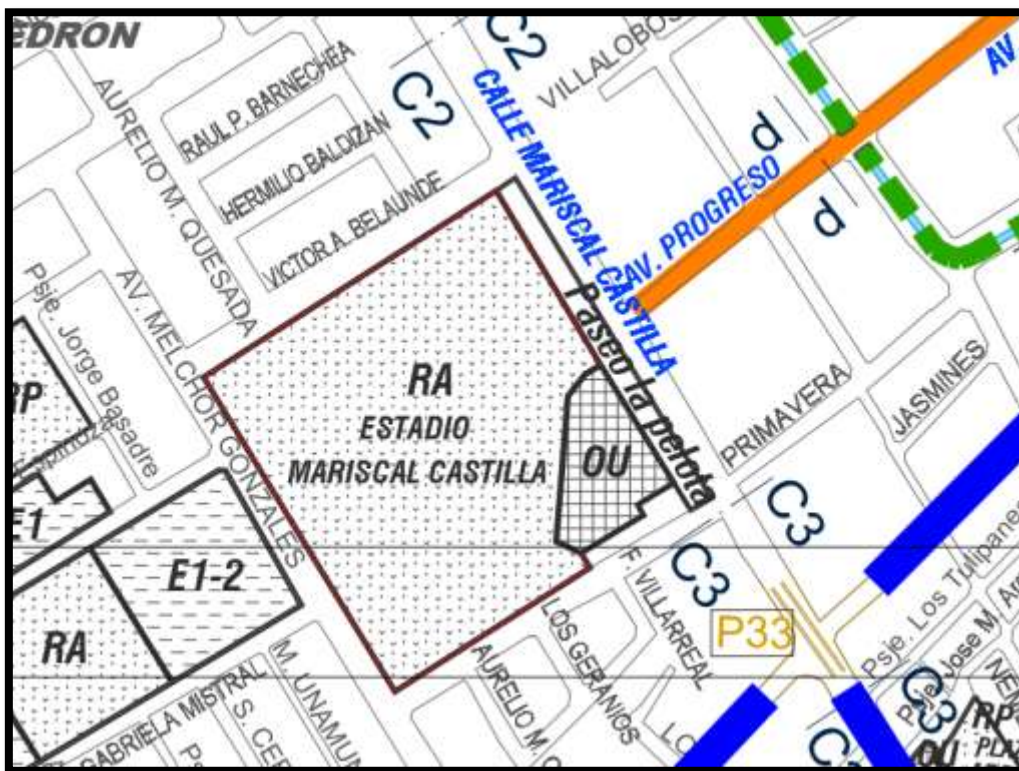 EDRON
C2
AV
AURELIO M. QUESADA
RAUL P. BARNECHEA
C2
VILLALOBOS
HERMILIO BALDIZAN
CALLE MARISCAL CASTILLA
d
VICTOR A. BELAUNDE
AV. PROGRESO
d
Psje. Jorge Basadre
AV. MELCHOR GONZALES
Paseo la pelota
RA
ESTADIO
MARISCAL CASTILLA
OU
PRIMAVERA
JASMINES
RP
E1
E1-2
C3
C3
F. VILLARREAL
P33
Psje. Los Tulipanes
RA
LOS GERANIOS
AURELIO M.
M. UNAMUN
GABRIELA MISTRAL
C3
RP
OU